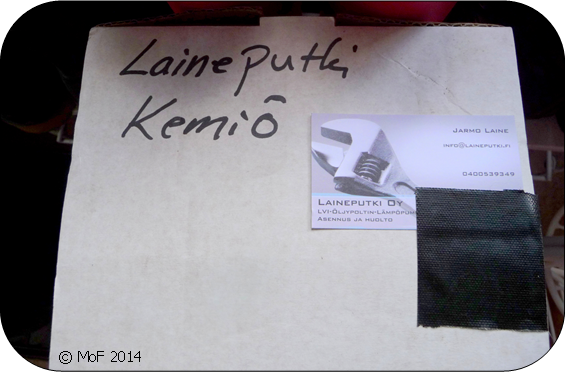 Laineputki
Kemiö
Jarmo Laine
info@laineputki.fi
0400539349
Laineputki Oy
LVI-Öljypoltin-Lämpöpum
Asennus ja huolto
© MoF 2014